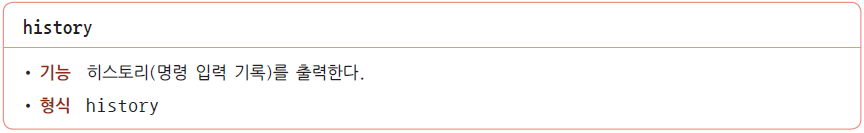 history
• 기능 히스토리(명령 입력 기록)를 출력한다.
• 형식 history